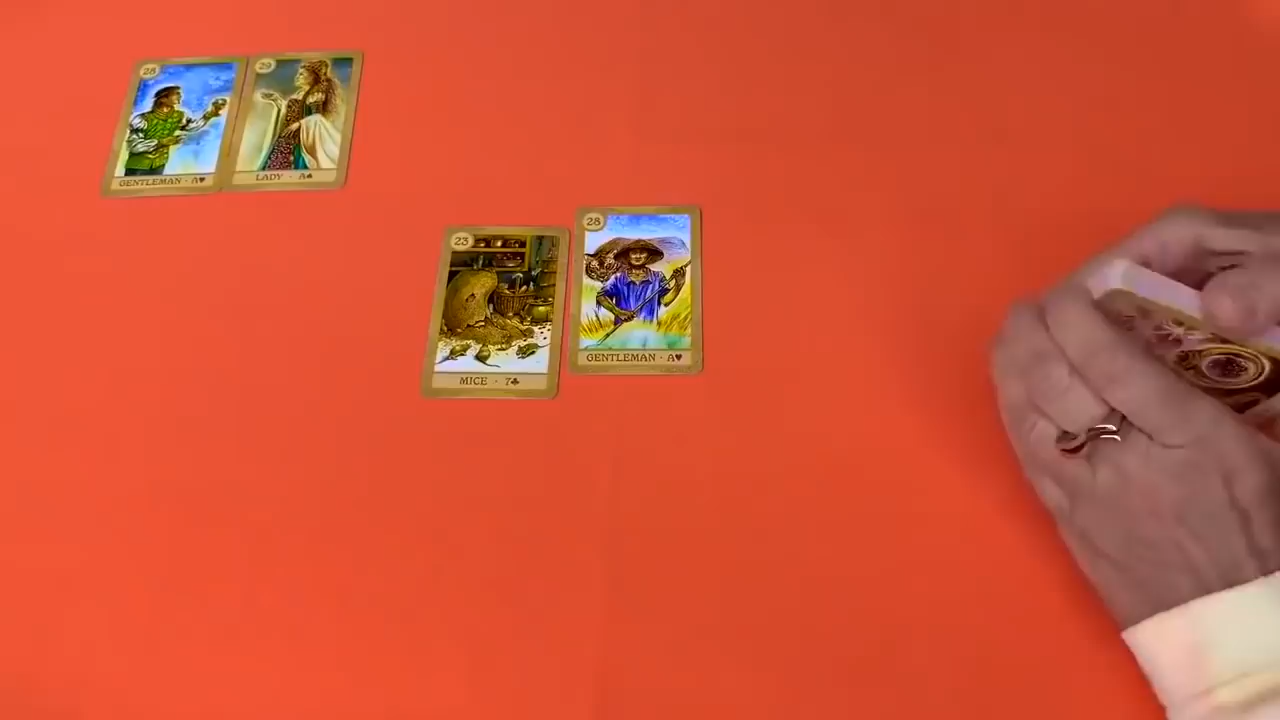 28
GENTLEMAN · A♥
29
LADY · A♠
23
MICE · 7♣
28
GENTLEMAN · A♥